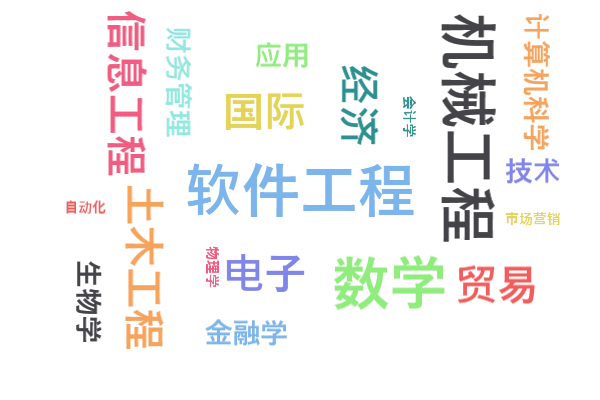 信息工程
财务管理
应用
国际
经济
会计学
机械工程
计算机科学
软件工程
技术
自动化
土木工程
市场营销
生物学
物理学
电子
数学
贸易
金融学